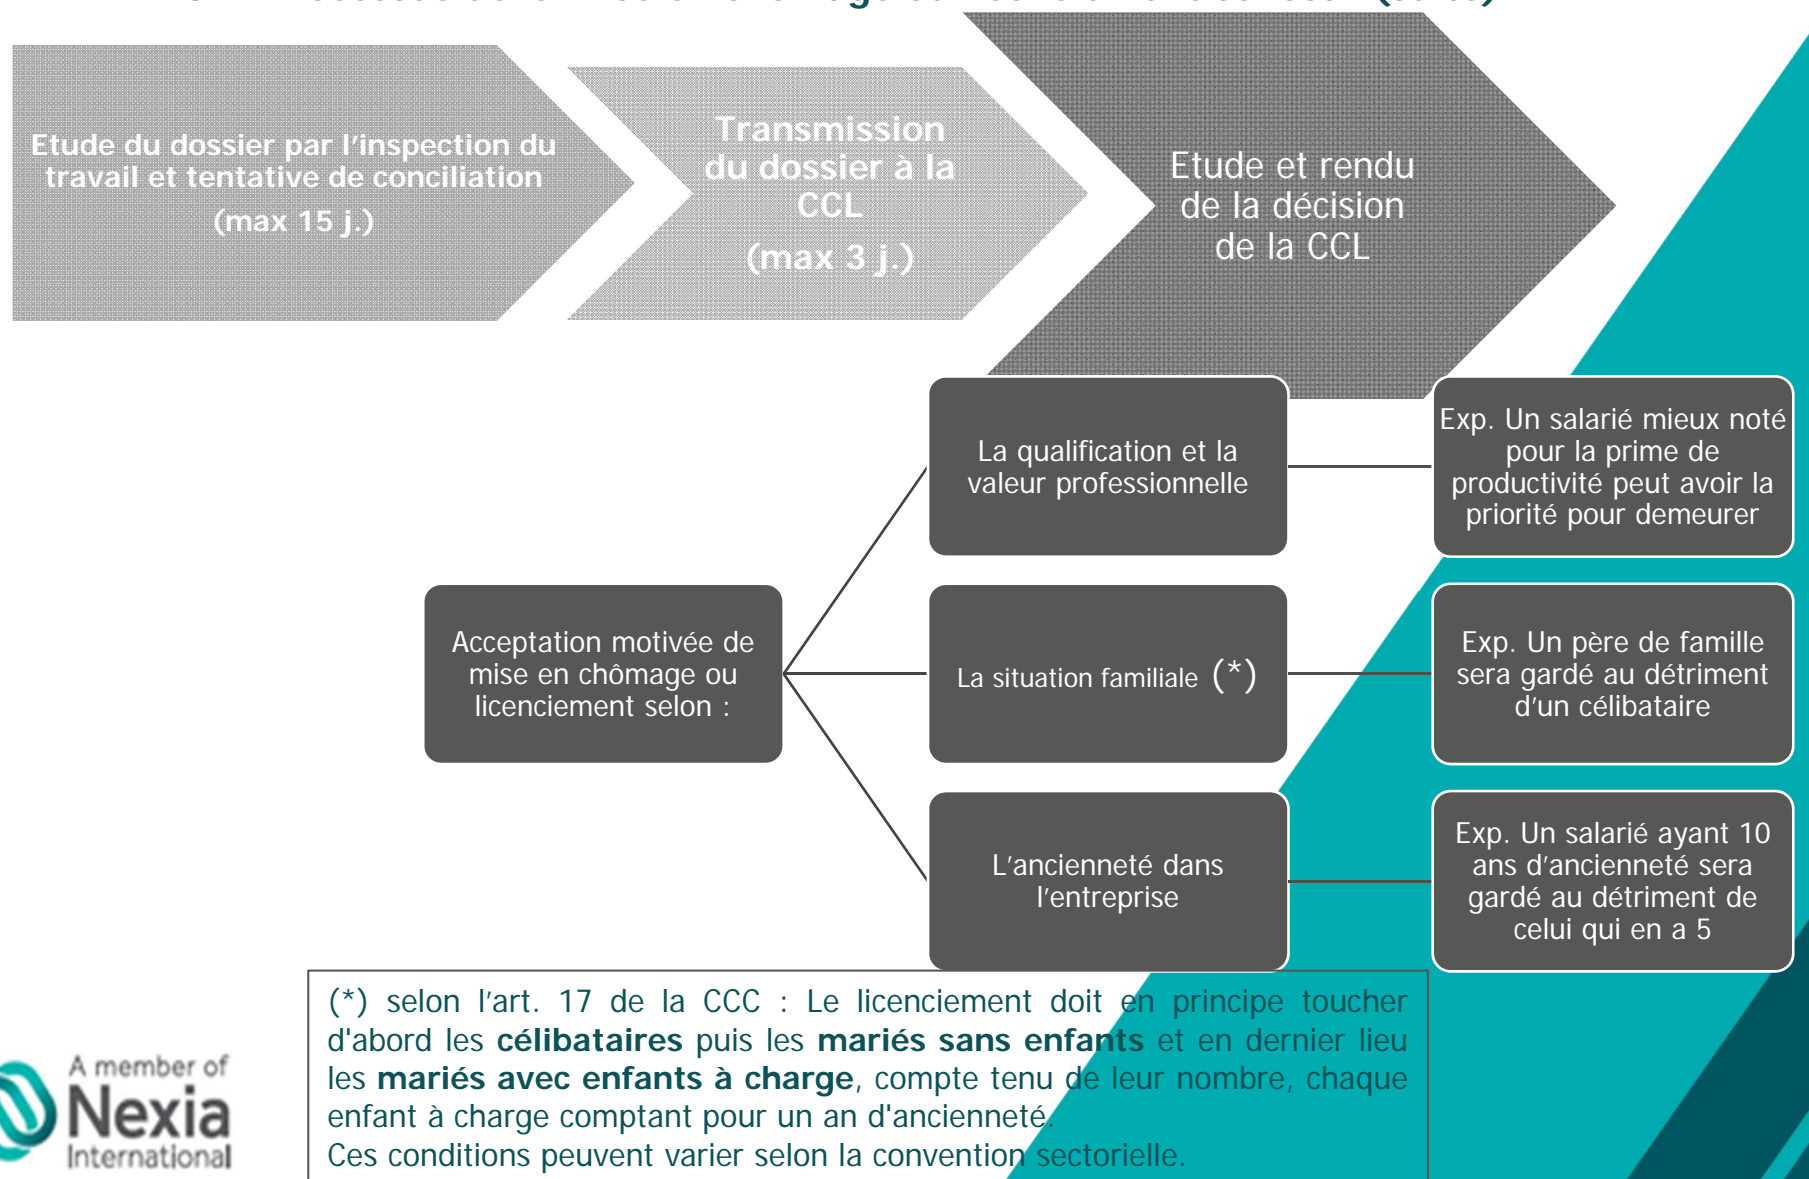 Etude du dossier par l'inspection du
travail et tentative de conciliation
(max 15 j.)
Transmission
du dossier à la
CCL
(max 3 j.)
Etude et rendu
de la décision
de la CCL
Acceptation motivée de
mise en chômage ou
licenciement selon :
La qualification et la
valeur professionnelle
Exp. Un salarié mieux noté
pour la prime de
productivité peut avoir la
priorité pour demeurer
La situation familiale (*)
Exp. Un père de famille
sera gardé au détriment
d'un célibataire
L'ancienneté dans
l'entreprise
Exp. Un salarié ayant 10
ans d'ancienneté sera
gardé au détriment de
celui qui en a 5
(*) selon l'art. 17 de la CCC : Le licenciement doit en principe toucher
d'abord les célibataires puis les mariés sans enfants et en dernier lieu
les mariés avec enfants à charge, compte tenu de leur nombre, chaque
enfant à charge comptant pour un an d'ancienneté.
Ces conditions peuvent varier selon la convention sectorielle.
A member of
Nexia
International